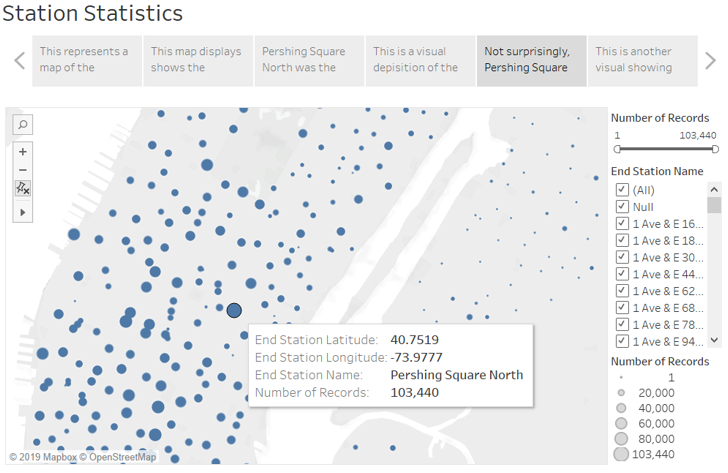 Station Statistics
This represents a
map of the
This map displays
shows the
Pershing Square
North was the
This is a visual
depisition of the
Not surprisingly,
Pershing Square
This is another
visual showing
Number of Records
1 103,440
End Station Name
(All)
Null
1 Ave & E 16...
1 Ave & E 18...
1 Ave & E 30...
1 Ave & E 44...
1 Ave & E 62...
1 Ave & E 68...
1 Ave & E 78...
1 Ave & E 94...
End Station Latitude: 40.7519
End Station Longitude: -73.9777
End Station Name: Pershing Square North
Number of Records: 103,440
Number of Records
1
20,000
40,000
60,000
80,000
103,440
© 2019 Mapbox © OpenStreetMap